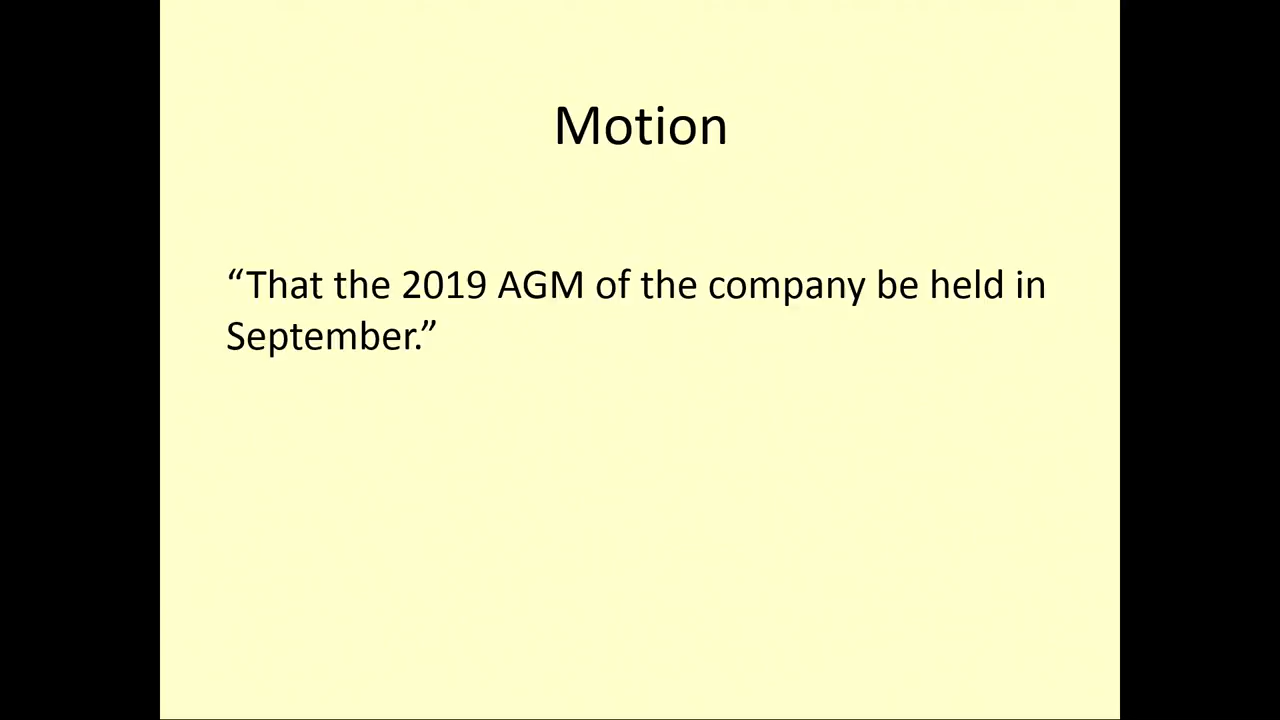 Motion
“That the 2019 AGM of the company be held in
September.”